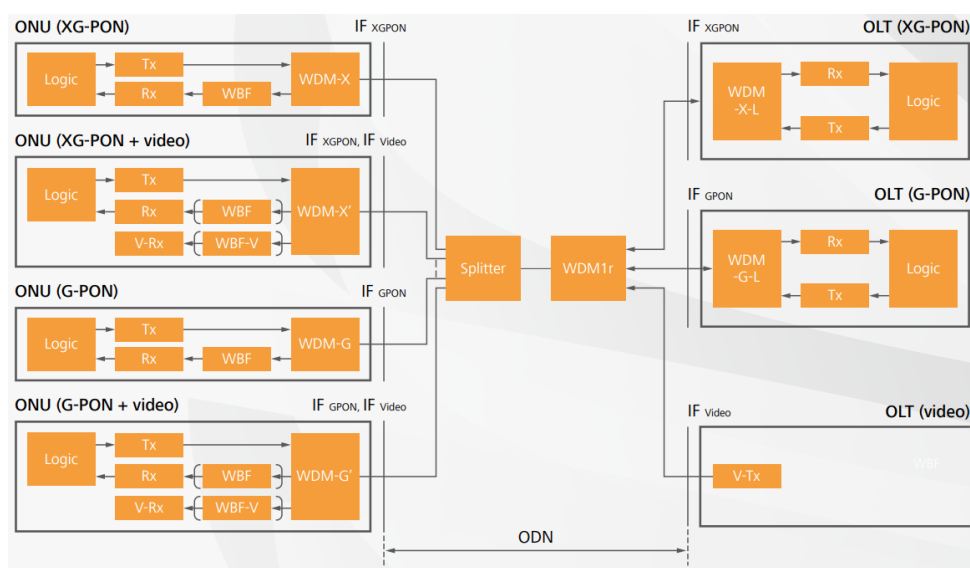 ONU (XG-PON)
IF XGPON
Logic
Tx
Rx
WBF
WDM-X
ONU (XG-PON + video)
IF XGPON, IF Video
Logic
Tx
Rx
WBF
V-Rx
WBF-V
WDM-X'
ONU (G-PON)
IF GPON
Logic
Tx
Rx
WBF
WDM-G
ONU (G-PON + video)
IF GPON, IF Video
Logic
Tx
Rx
WBF
V-Rx
WBF-V
WDM-G'
Splitter
WDM1r
ODN
IF XGPON
OLT (XG-PON)
WDM
-X-L
Rx
Tx
Logic
IF GPON
OLT (G-PON)
WDM
-G-L
Rx
Tx
Logic
IF Video
OLT (video)
V-Tx
WBF